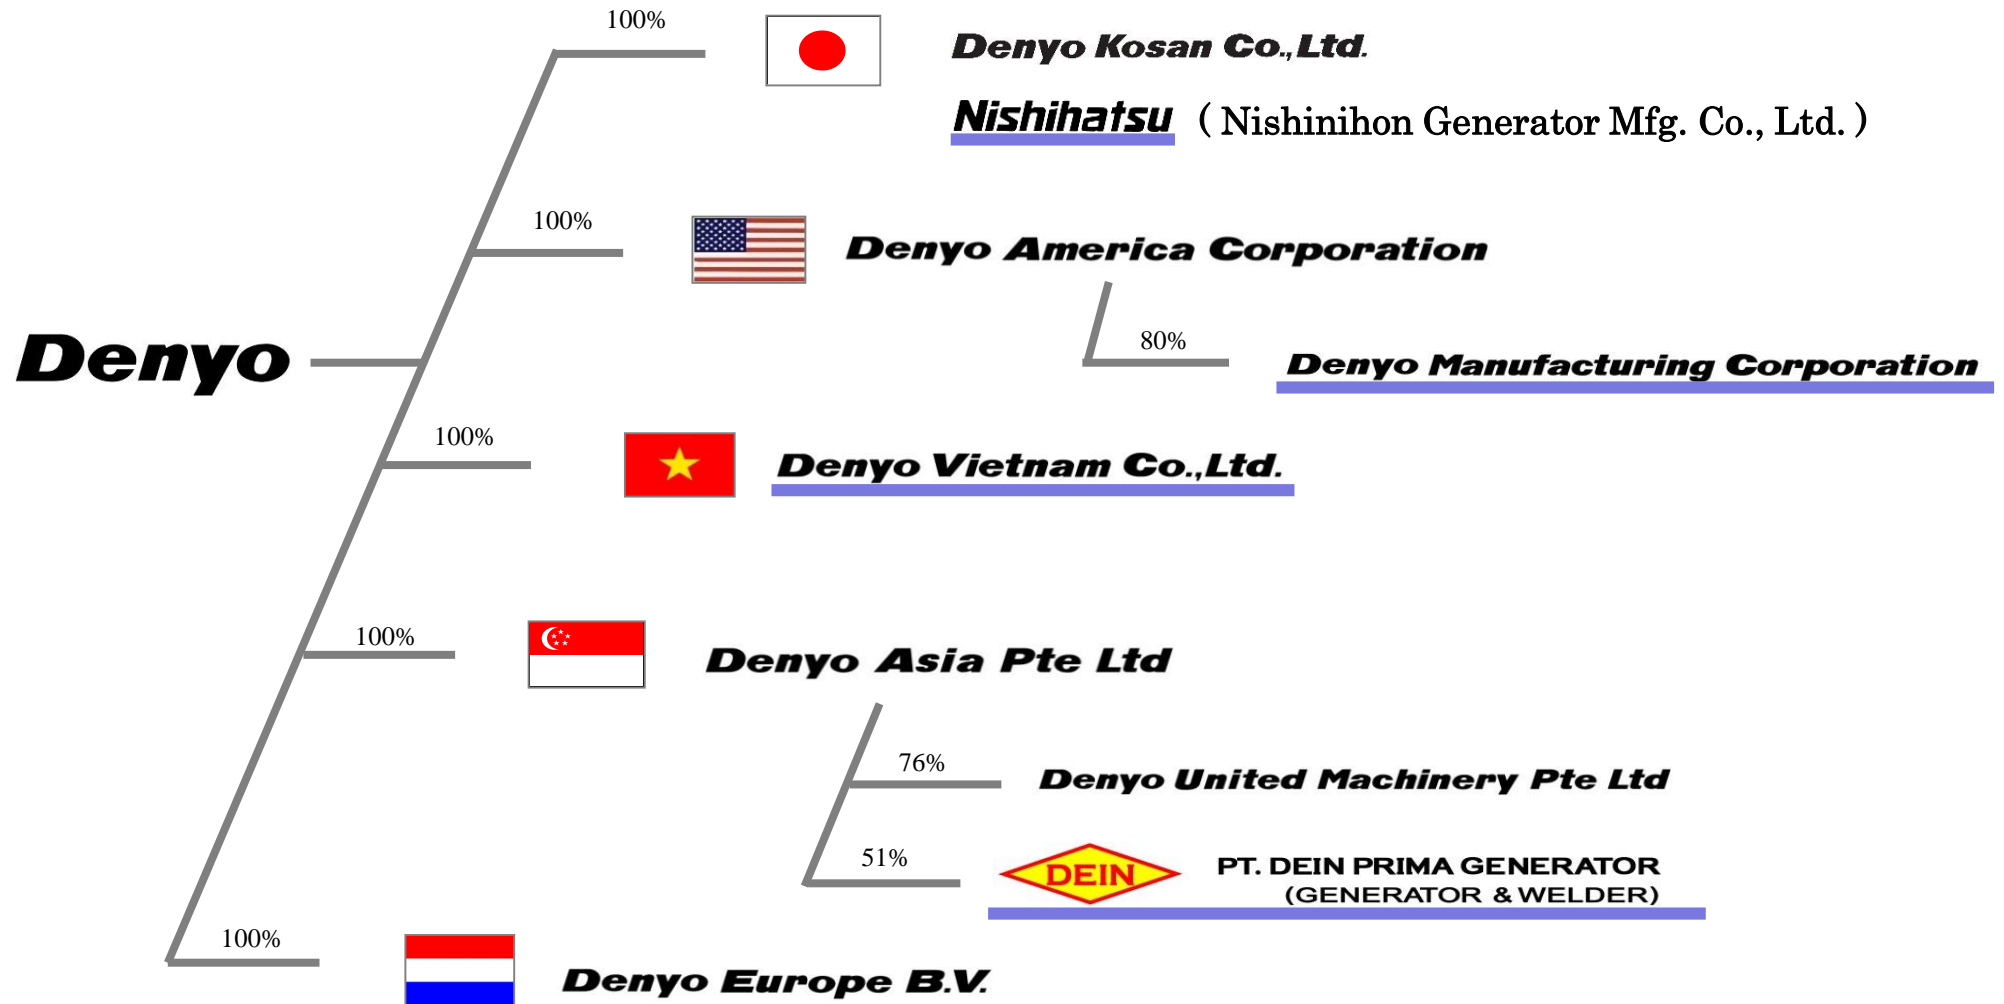 100%
Denyo Kosan Co.,Ltd.
Nishihatsu ( Nishinihon Generator Mfg. Co., Ltd. )
100%
Denyo America Corporation
80%
Denyo Manufacturing Corporation
Denyo
100%
Denyo Vietnam Co.,Ltd.
100%
Denyo Asia Pte Ltd
76%
Denyo United Machinery Pte Ltd
51%
DEIN PT. DEIN PRIMA GENERATOR
(GENERATOR & WELDER)
100%
Denyo Europe B.V.